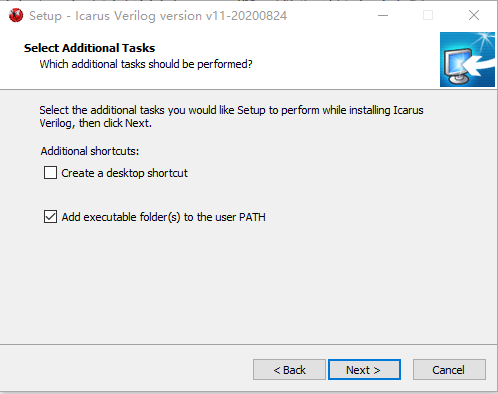 Setup - Icarus Verilog version v11-20200824
Select Additional Tasks
Which additional tasks should be performed?
Select the additional tasks you would like Setup to perform while installing Icarus
Verilog, then click Next.
Additional shortcuts:
Create a desktop shortcut
Add executable folder(s) to the user PATH
< Back
Next >
Cancel